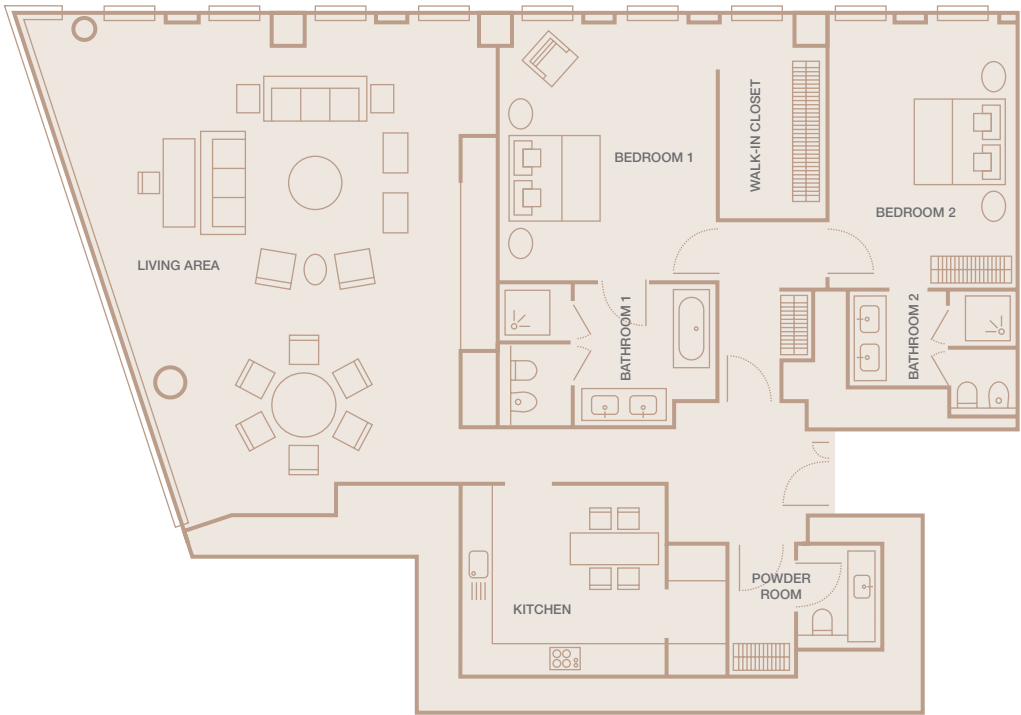 BEDROOM 1
WALK-IN CLOSET
BEDROOM 2
LIVING AREA
BATHROOM 1
BATHROOM 2
KITCHEN
POWDER
ROOM